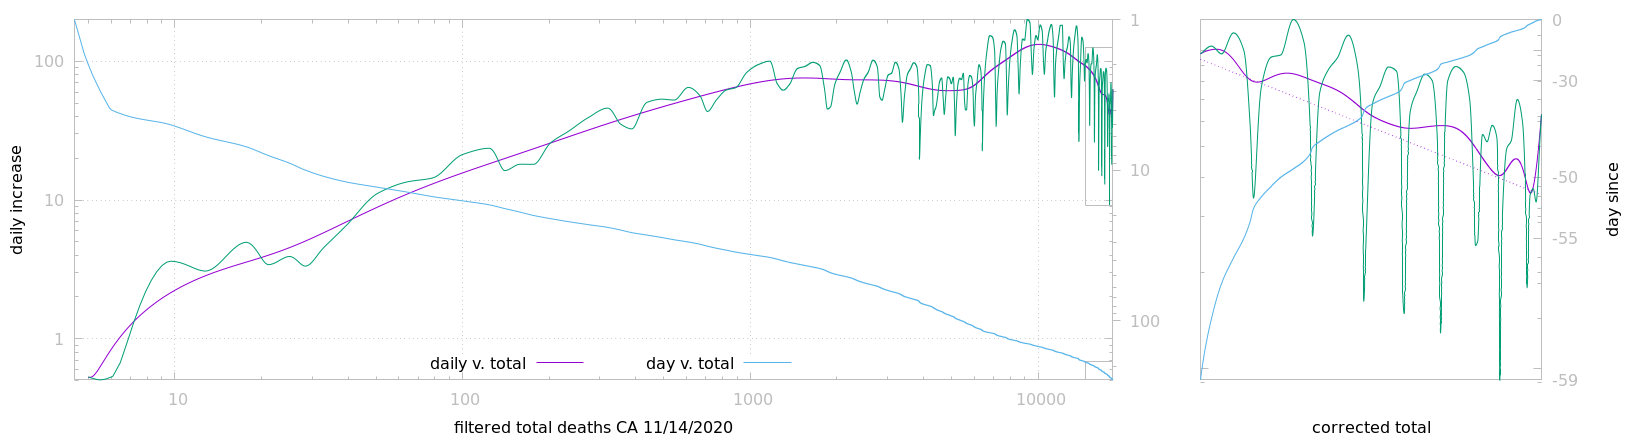 100
10
1
daily increase
10
100
1000
10000
filtered total deaths CA 11/14/2020
daily v. total
day v. total
1
10
100
0
-30
-50
-55
-59
day since
corrected total